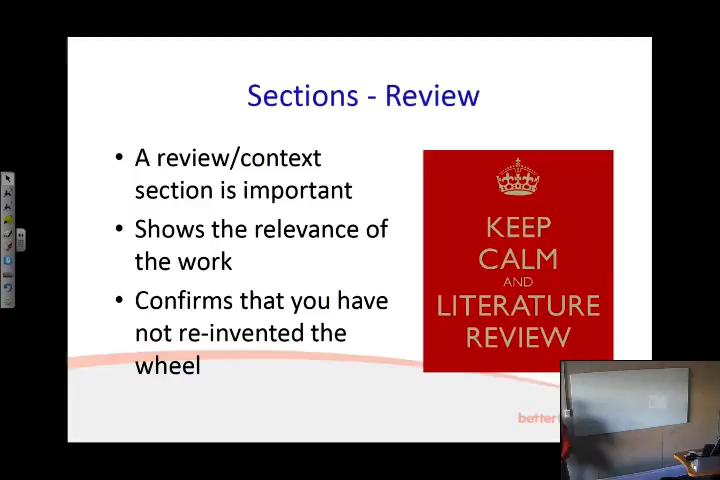 Sections - Review
• A review/context
section is important
• Shows the relevance of
the work
• Confirms that you have
not re-invented the
wheel
KEEP
CALM
AND
LITERATURE
REVIEW